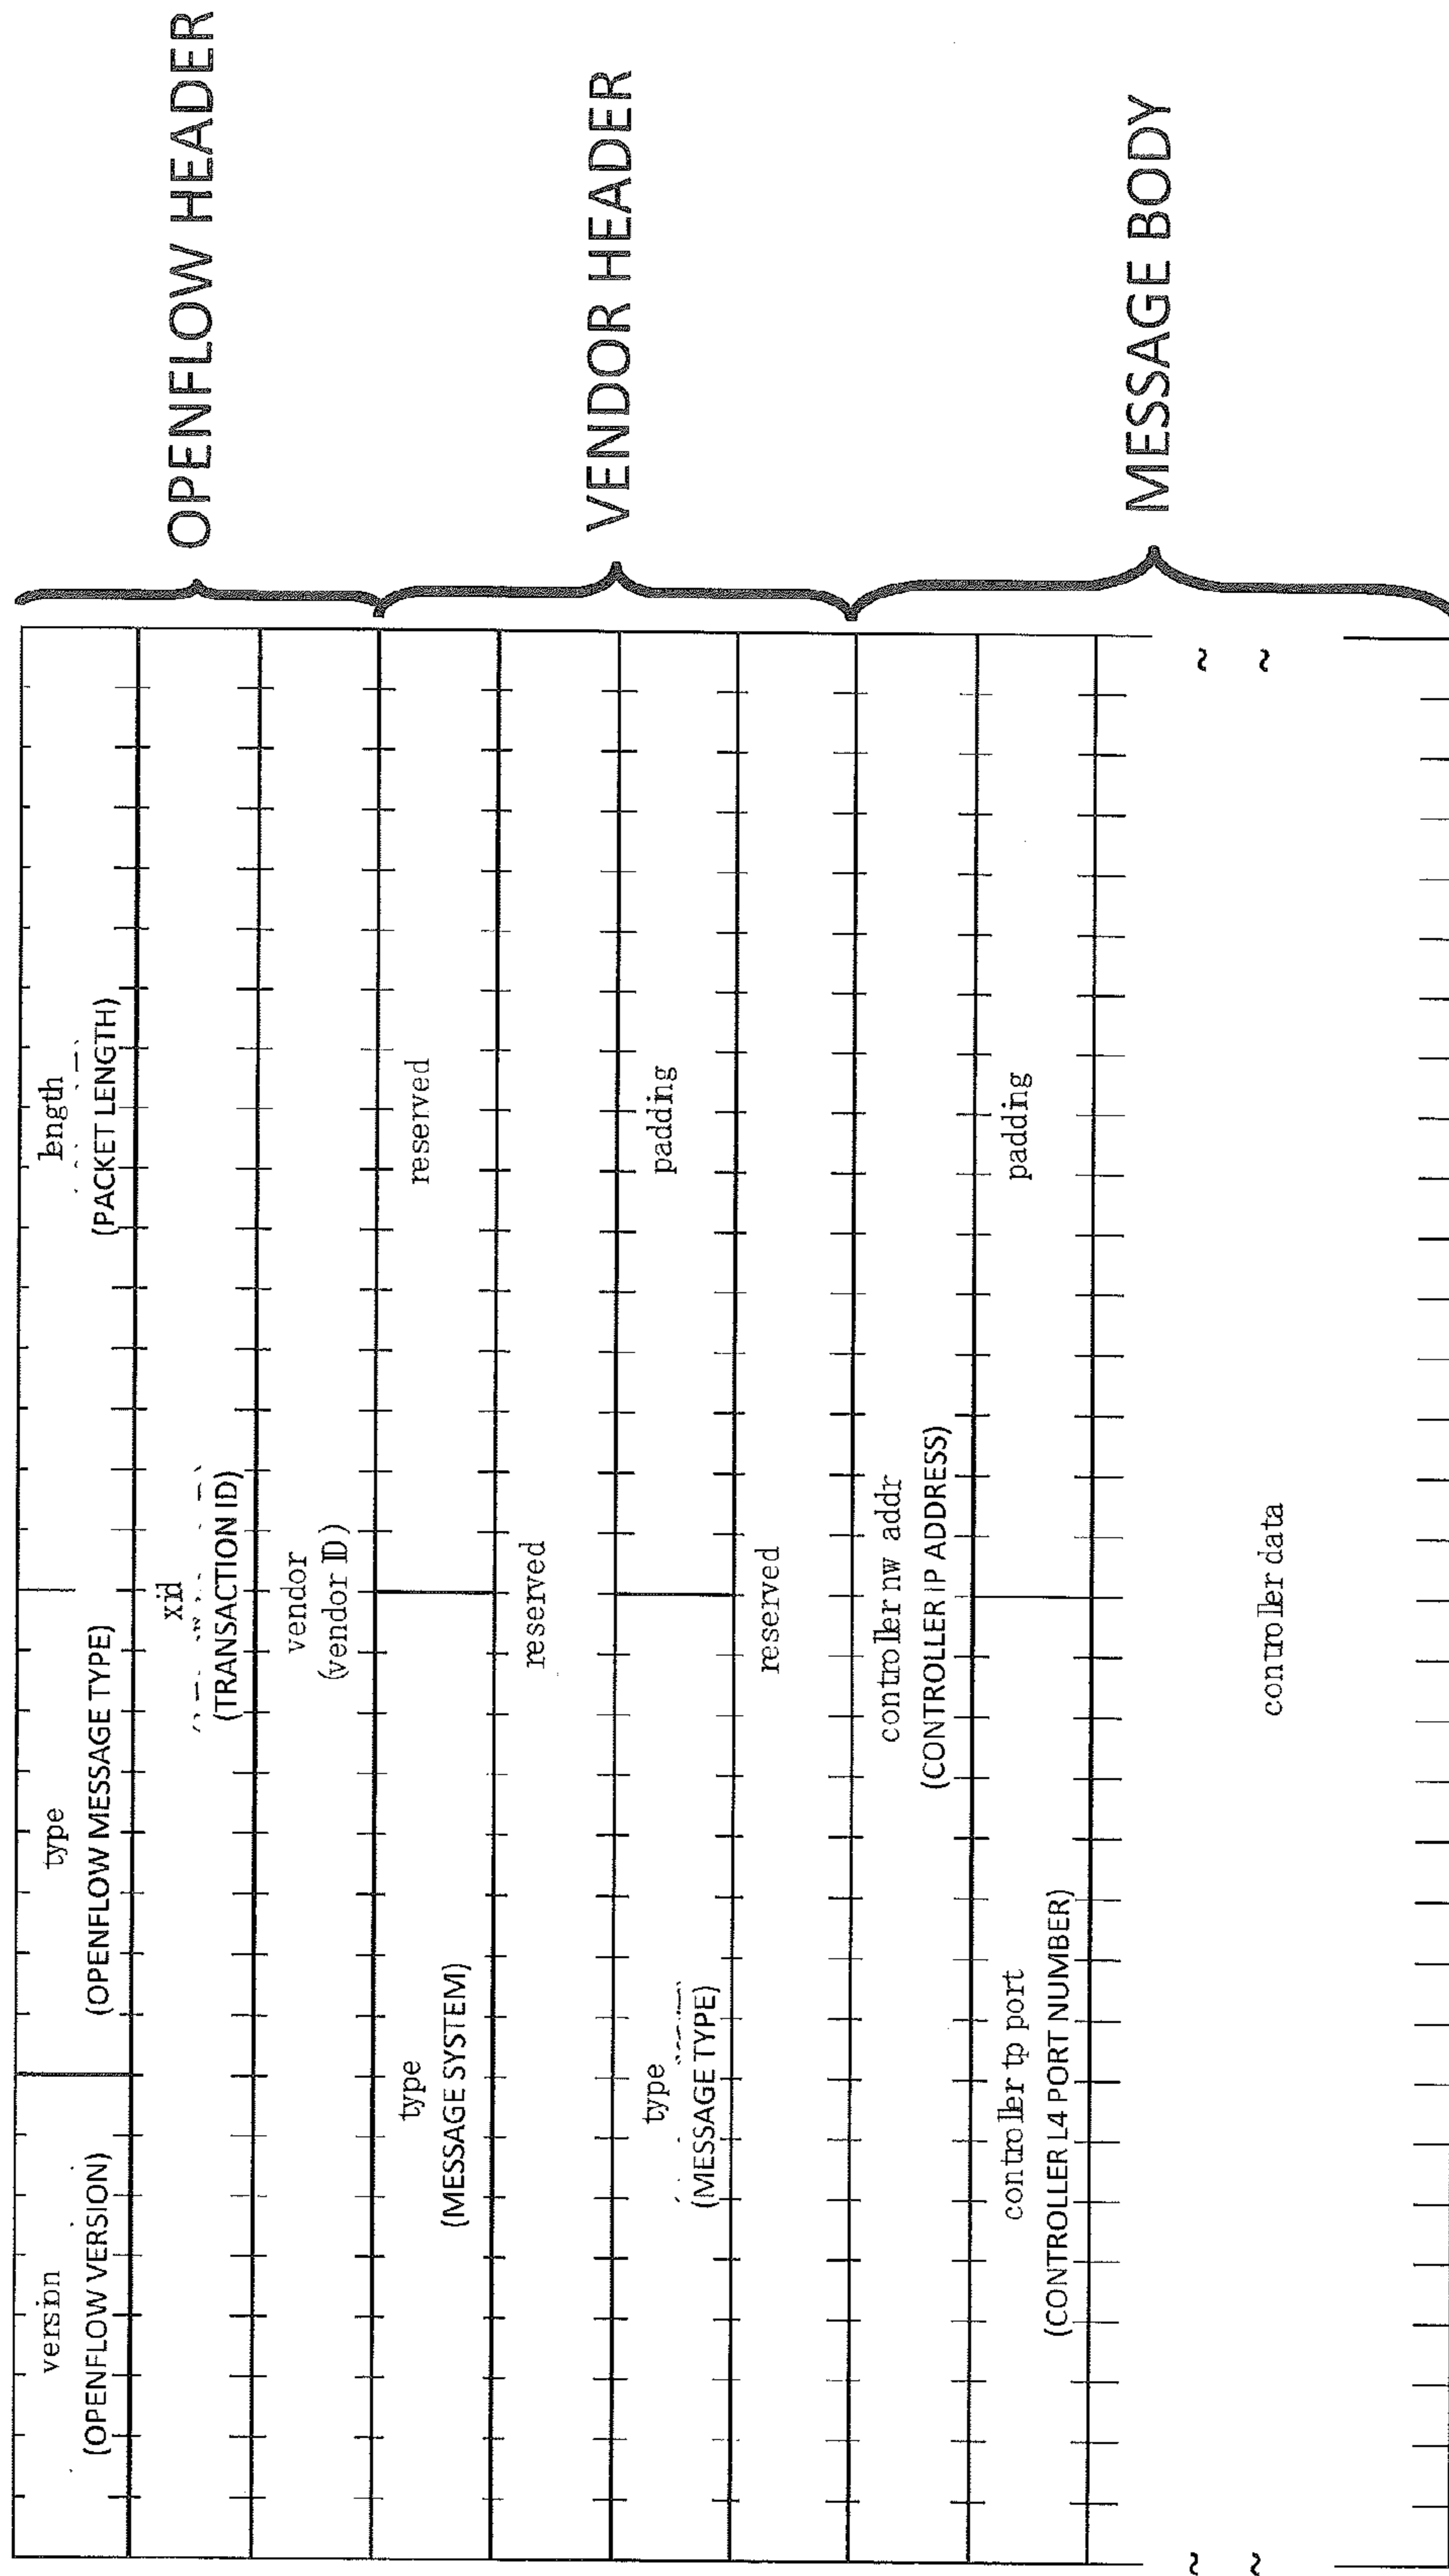 version
(OPENFLOW VERSION)
type
(OPENFLOW MESSAGE TYPE)
length
(PACKET LENGTH)
OPENFLOW HEADER
xid
(TRANSACTION ID)
vendor
(vendor ID)
type
(MESSAGE SYSTEM)
reserved
VENDOR HEADER
reserved
type
(MESSAGE TYPE)
padding
reserved
controller nw addr
(CONTROLLER IP ADDRESS)
MESSAGE BODY
controller tp port
(CONTROLLER L4 PORT NUMBER)
padding
controller data